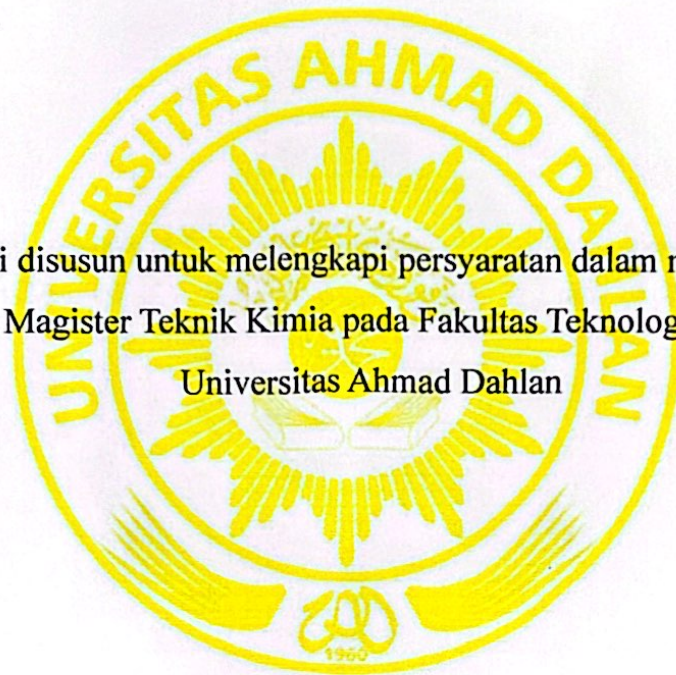 UNIVERSITAS AHMAD DAHLAN
i disusun untuk melengkapi persyaratan dalam
Magister Teknik Kimia pada Fakultas Teknolog
Universitas Ahmad Dahlan
1960